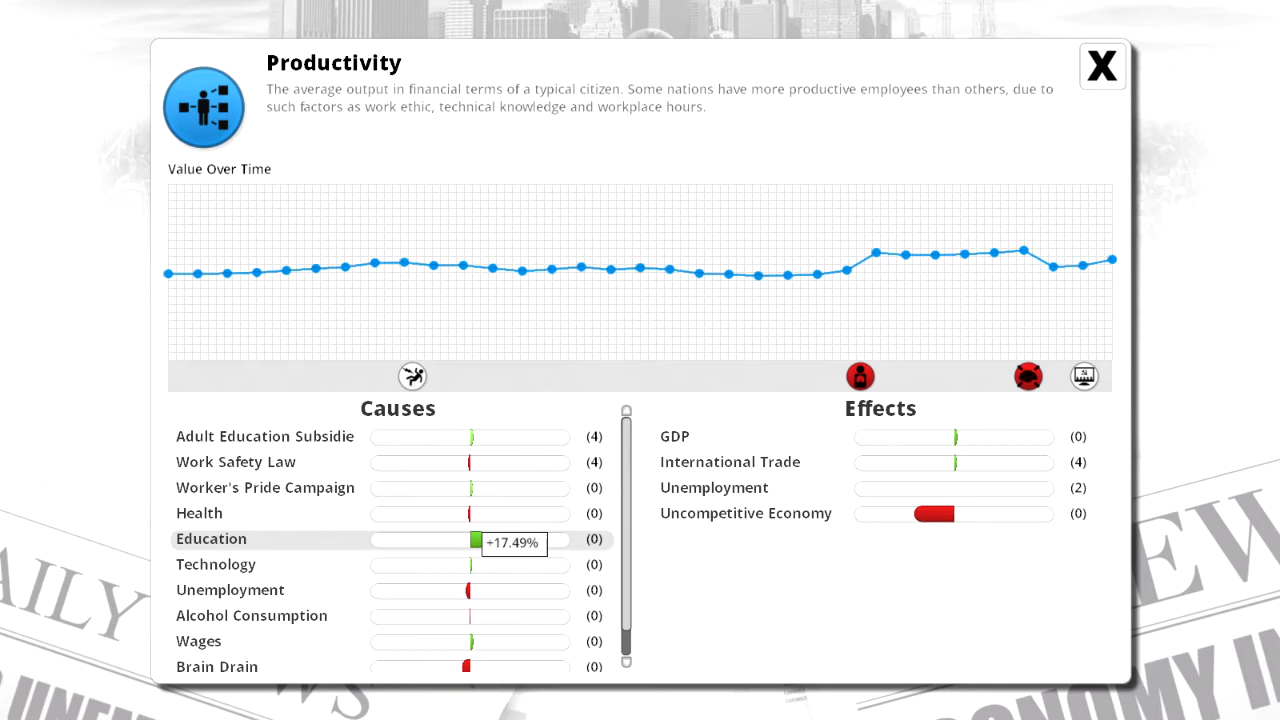 Productivity
X
The average output in financial terms of a typical citizen. Some nations have more productive employees than others, due to
such factors as work ethic, technical knowledge and workplace hours.
Value Over Time
Causes
Adult Education Subsidie (4)
Work Safety Law (4)
Worker's Pride Campaign (0)
Health (0)
Education +17.49% (0)
Technology (0)
Unemployment (0)
Alcohol Consumption (0)
Wages (0)
Brain Drain (0)
Effects
GDP (0)
International Trade (4)
Unemployment (2)
Uncompetitive Economy (0)